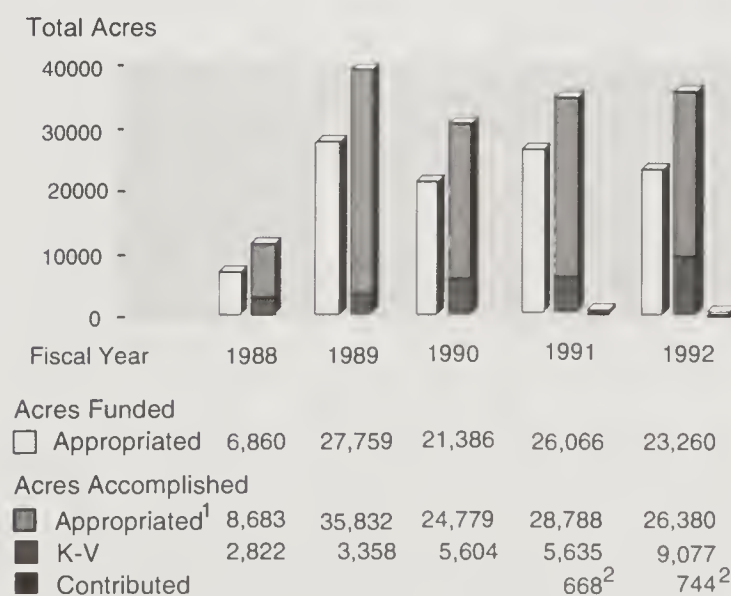 Total Acres
40000
30000
20000
10000
0
Fiscal Year 1988 1989 1990 1991 1992
Acres Funded
Appropriated 6,860 27,759 21,386 26,066 23,260
Acres Accomplished
Appropriated¹ 8,683 35,832 24,779 28,788 26,380
K-V 2,822 3,358 5,604 5,635 9,077
Contributed 668² 744²